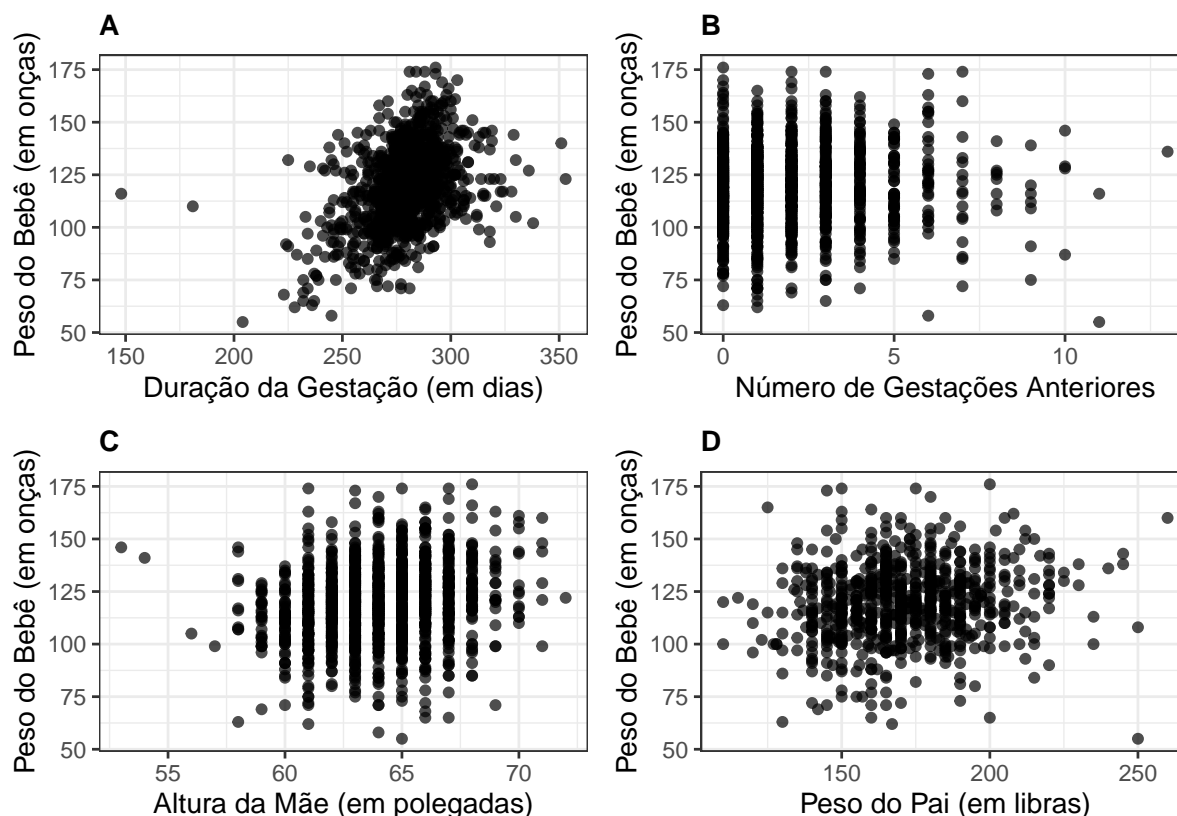 A
Peso do Bebê (em onças)
175
150
125
100
75
50
150 200 250 300 350
Duração da Gestação (em dias)
B
Peso do Bebê (em onças)
175
150
125
100
75
50
0 5 10
Número de Gestações Anteriores
C
Peso do Bebê (em onças)
175
150
125
100
75
50
55 60 65 70
Altura da Mãe (em polegadas)
D
Peso do Bebê (em onças)
175
150
125
100
75
50
150 200 250
Peso do Pai (em libras)